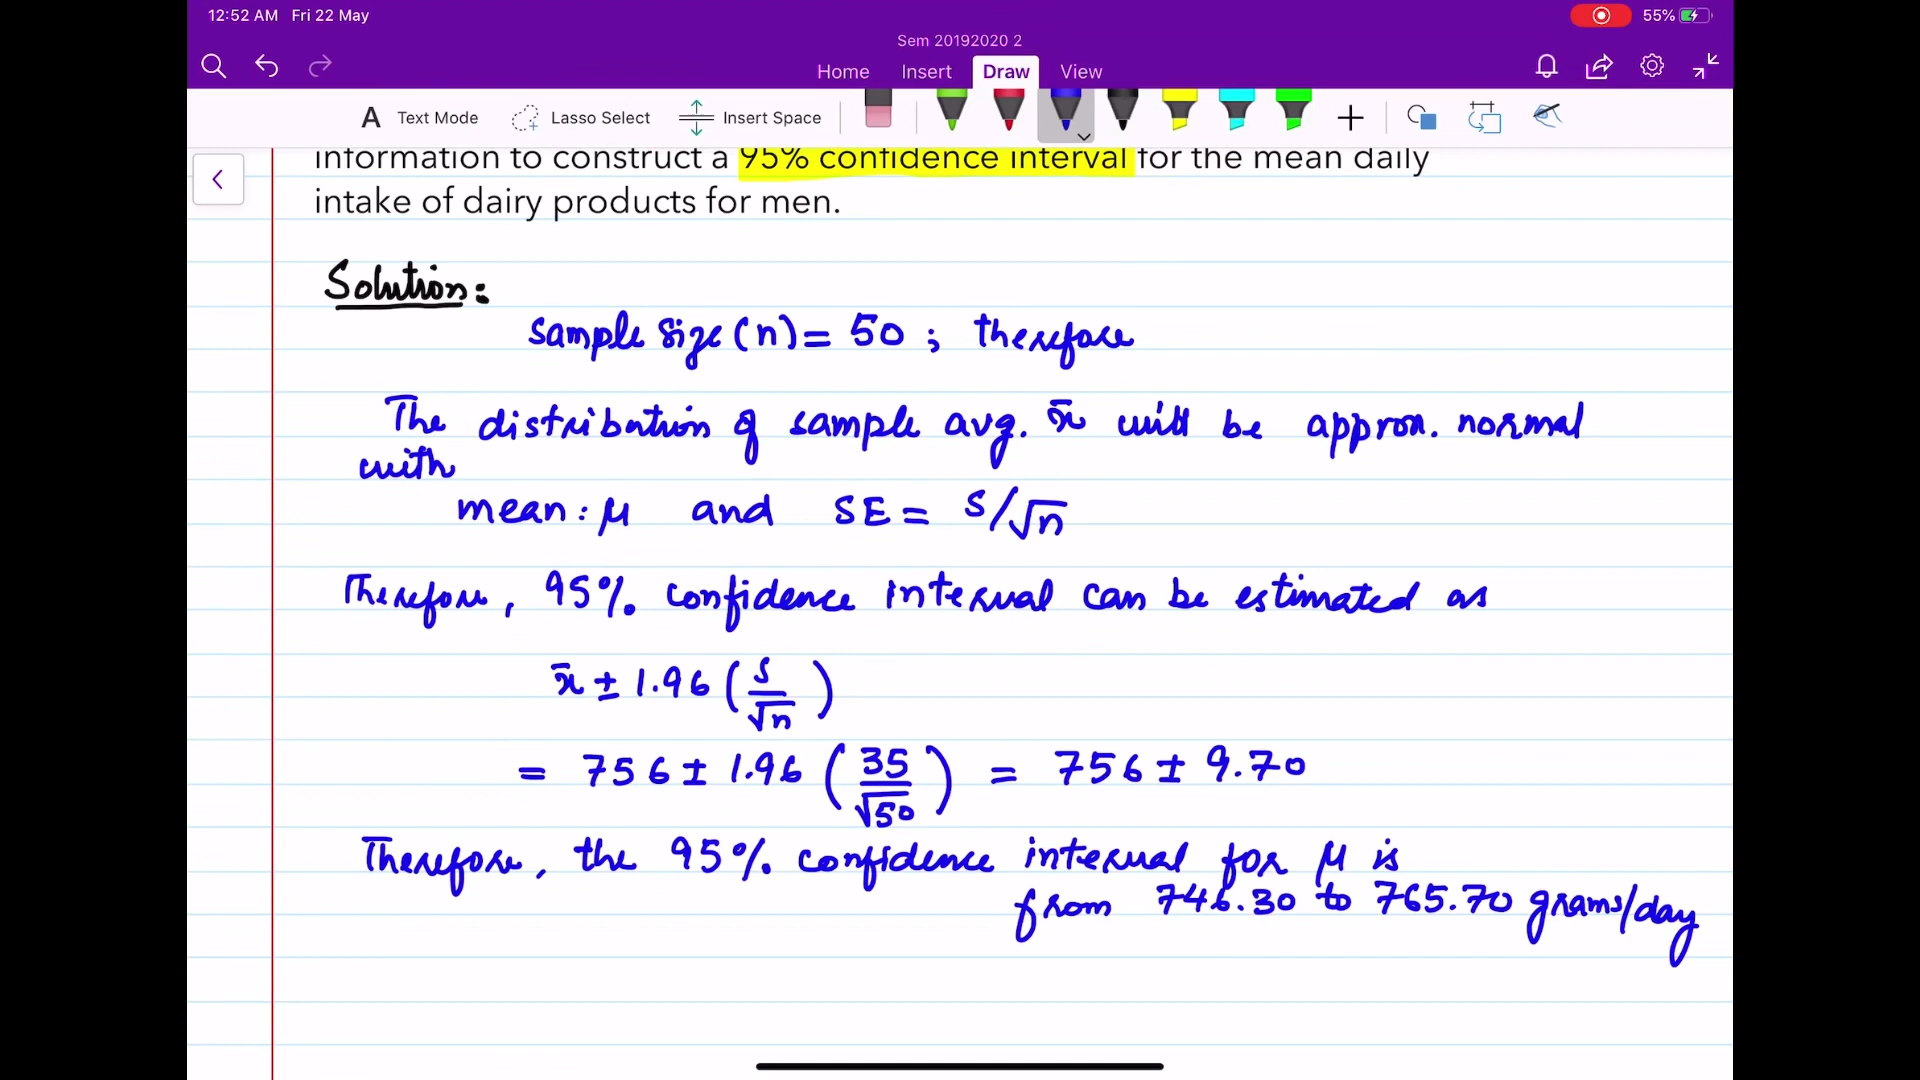 12:52 AM Fri 22 May
55%
Sem 20192020 2
Home Insert Draw View
A Text Mode Lasso Select Insert Space
information to construct a 95% confidence interval for the mean daily
intake of dairy products for men.
Solution:
Sample size (n) = 50 ; therefore
The distribution of sample avg. x̄ will be approx. normal
with
mean: μ and SE = s/√n
Therefore, 95% confidence interval can be estimated as
x̄ ± 1.96 (s/√n)
= 756 ± 1.96 (35/√50) = 756 ± 9.70
Therefore, the 95% confidence interval for μ is
from 746.30 to 765.70 grams/day